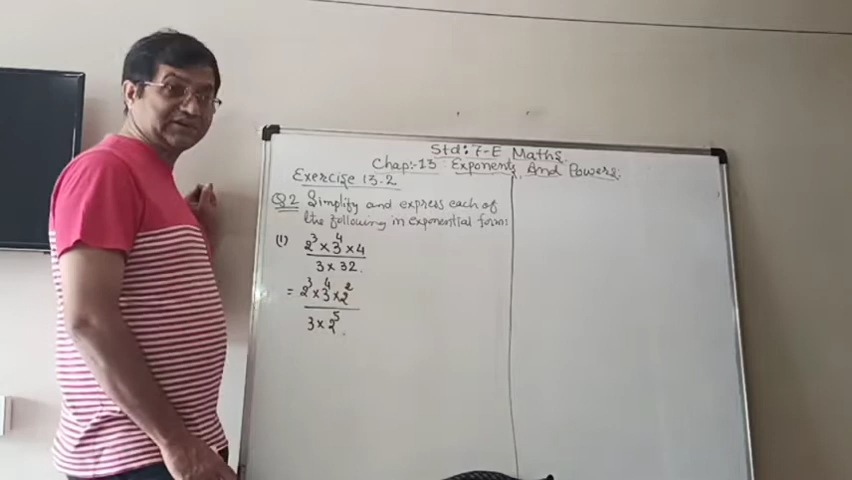 Std: 7-E Maths.
Chap:-13 Exponents And Powers.
Exercise 13.2
Q2 Simplify and express each of
the following in exponential form:
(1) 2³ × 3⁴ × 4
3 × 32.
= 2³ × 3⁴ × 2²
3 × 2⁵.